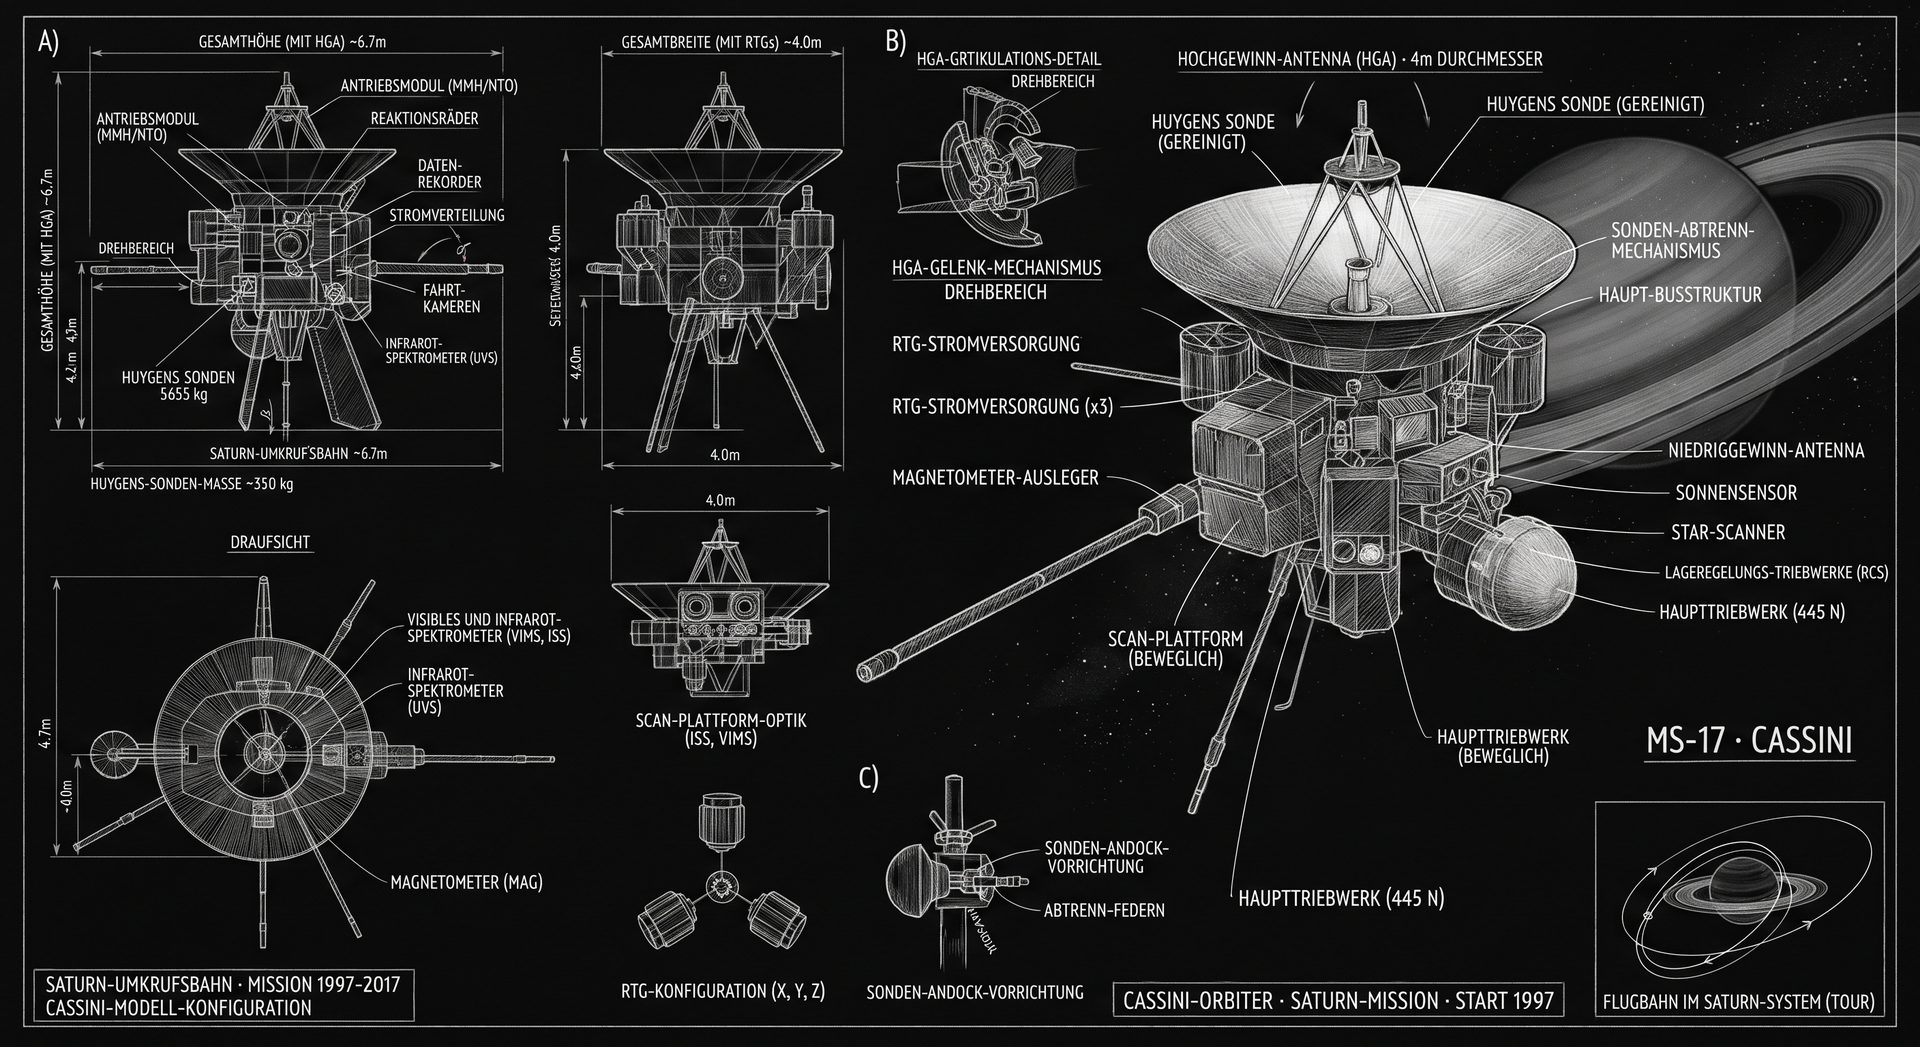 A)
GESAMTHÖHE (MIT HGA) ~6.7m
GESAMTHÖHE (MIT HGA) ~6.7m
ANTRIEBSMODUL (MMH/NTO)
ANTRIEBSMODUL
(MMH/NTO)
REAKTIONSRÄDER
DATEN-
REKORDER
STROMVERTEILUNG
DREHBEREICH
FAHRT-
KAMEREN
INFRAROT-
SPEKTROMETER (UVS)
HUYGENS SONDEN
5655 kg
SATURN-UMKRUFSBAHN ~6.7m
HUYGENS-SONDEN-MASSE ~350 kg
GESAMTBREITE (MIT RTGs) ~4.0m
4.0m
4.0m
DRAUFSICHT
4.7m
~4.0m
VISIBLES UND INFRAROT-
SPEKTROMETER (VIMS, ISS)
INFRAROT-
SPEKTROMETER
(UVS)
MAGNETOMETER (MAG)
4,0m
SCAN-PLATTFORM-OPTIK
(ISS, VIMS)
RTG-KONFIGURATION (X, Y, Z)
SATURN-UMKRUFSBAHN · MISSION 1997-2017
CASSINI-MODELL-KONFIGURATION
B)
HGA-GRTIKULATIONS-DETAIL
DREHBEREICH
HGA-GELENK-MECHANISMUS
DREHBEREICH
HOCHGEWINN-ANTENNA (HGA) · 4m DURCHMESSER
HUYGENS SONDE
(GEREINIGT)
HUYGENS SONDE (GEREINIGT)
SONDEN-ABTRENN-
MECHANISMUS
HAUPT-BUSSTRUKTUR
RTG-STROMVERSORGUNG
RTG-STROMVERSORGUNG (x3)
MAGNETOMETER-AUSLEGER
NIEDRIGGEWINN-ANTENNA
SONNENSENSOR
STAR-SCANNER
LAGEREGELUNGS-TRIEBWERKE (RCS)
HAUPTTRIEBWERK (445 N)
SCAN-PLATTFORM
(BEWEGLICH)
HAUPTTRIEBWERK
(BEWEGLICH)
HAUPTTRIEBWERK (445 N)
MS-17 · CASSINI
C)
SONDEN-ANDOCK-
VORRICHTUNG
ABTRENN-FEDERN
SONDEN-ANDOCK-VORRICHTUNG
CASSINI-ORBITER · SATURN-MISSION · START 1997
FLUGBAHN IM SATURN-SYSTEM (TOUR)